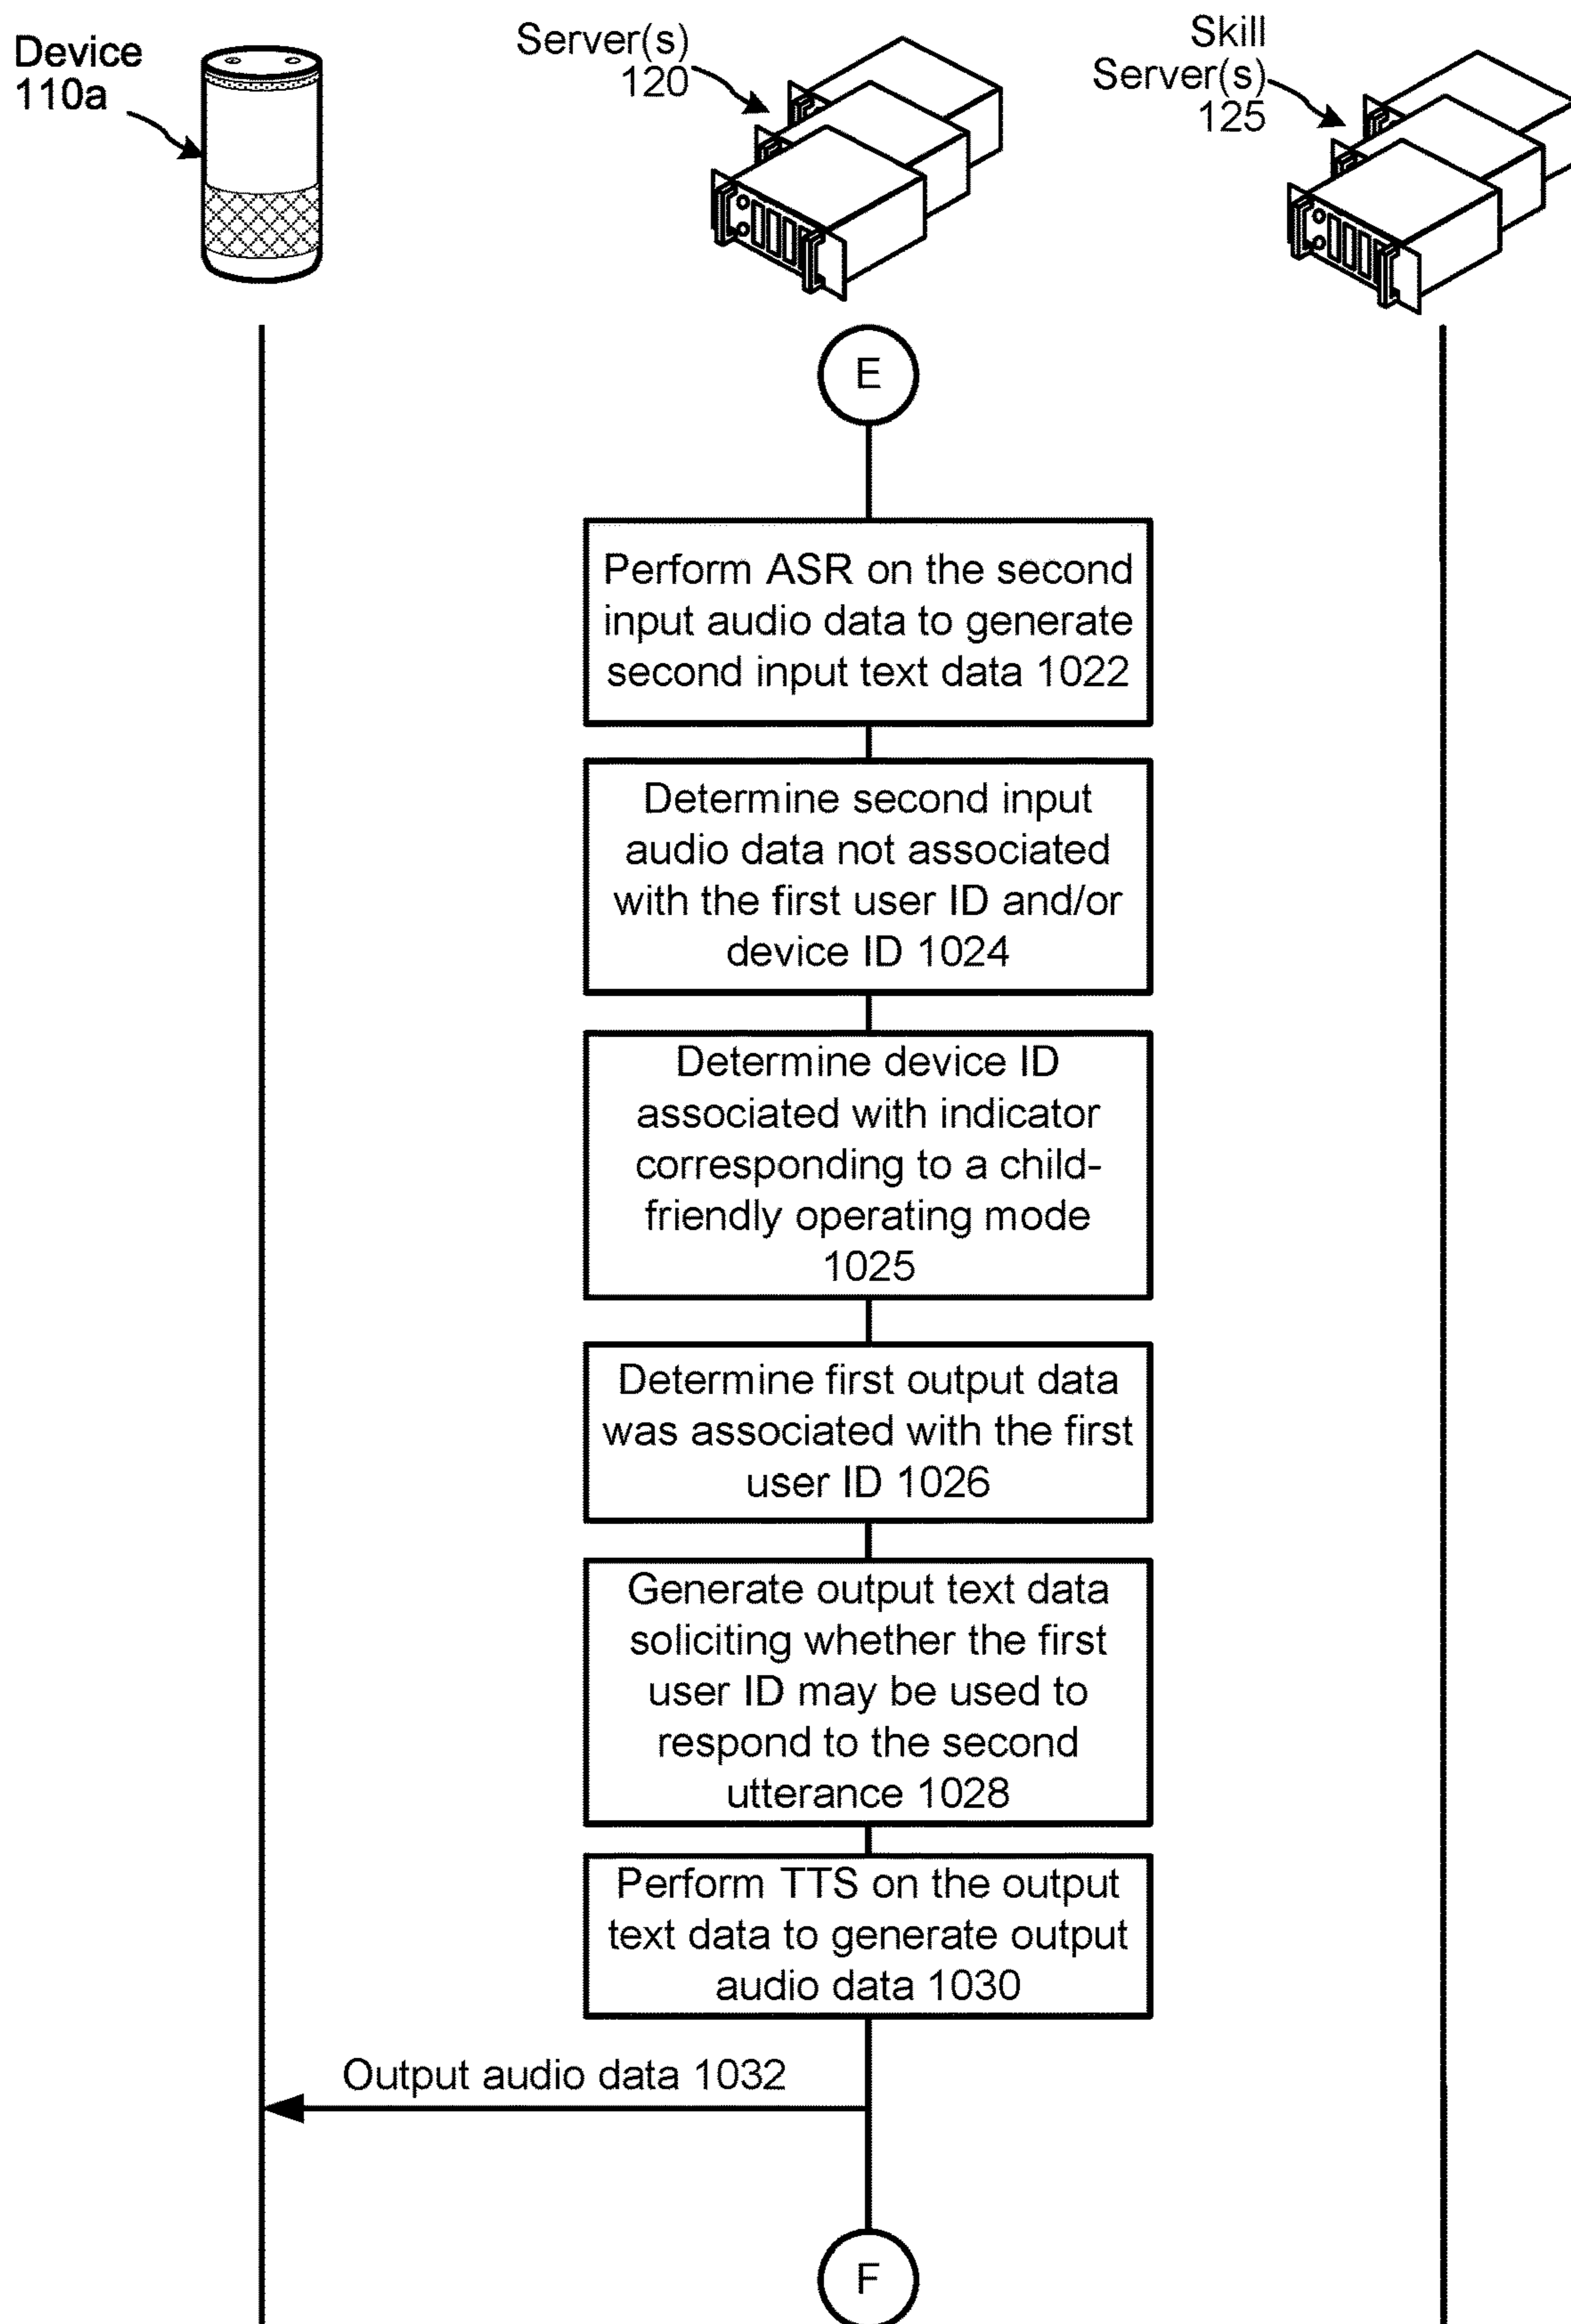 Device
110a
Server(s)
120
Skill
Server(s)
125
E
Perform ASR on the second
input audio data to generate
second input text data 1022
Determine second input
audio data not associated
with the first user ID and/or
device ID 1024
Determine device ID
associated with indicator
corresponding to a child-
friendly operating mode
1025
Determine first output data
was associated with the first
user ID 1026
Generate output text data
soliciting whether the first
user ID may be used to
respond to the second
utterance 1028
Perform TTS on the output
text data to generate output
audio data 1030
Output audio data 1032
F